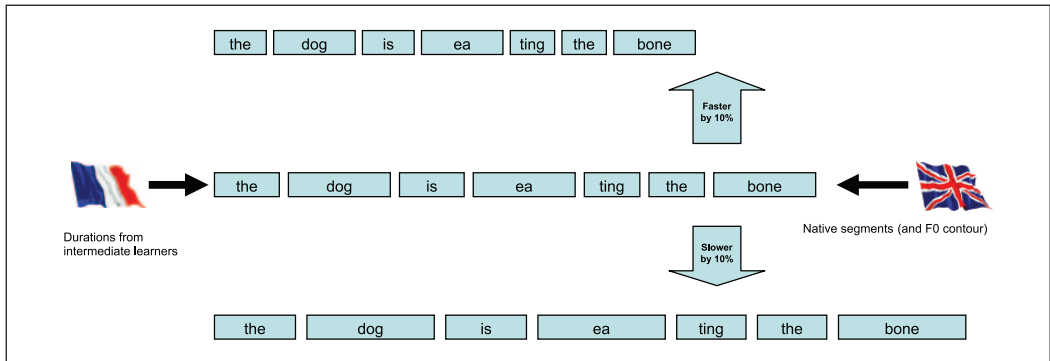 the dog is ea ting the bone
Faster
by 10%
the dog is ea ting the bone
Durations from
intermediate learners
Native segments (and F0 contour)
Slower
by 10%
the dog is ea ting the bone